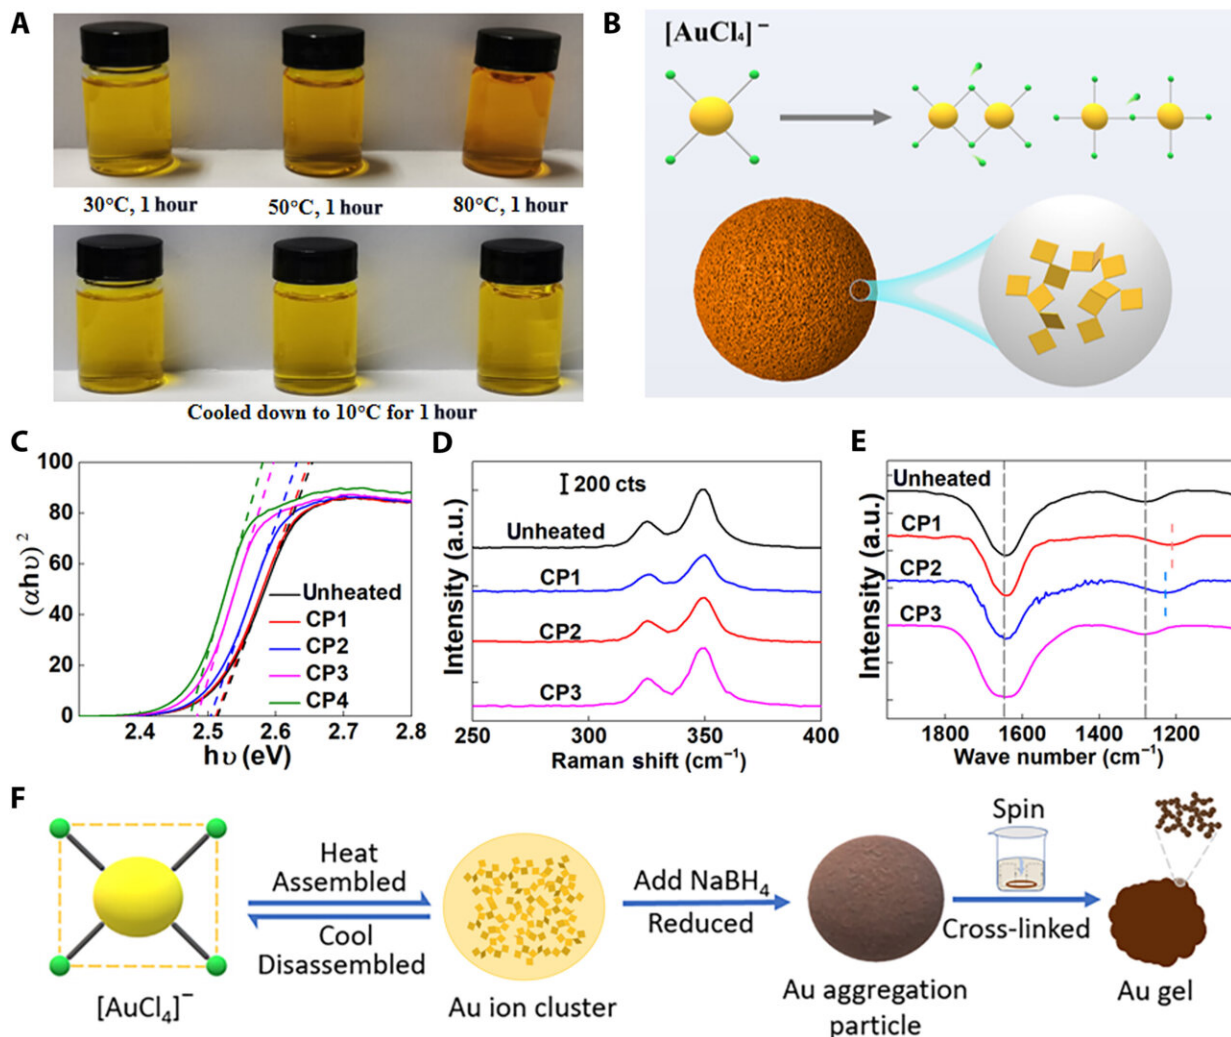 A
30°C, 1 hour
50°C, 1 hour
80°C, 1 hour
Cooled down to 10°C for 1 hour
B
[AuCl₄]⁻
C
(αhυ)²
100
80
60
40
20
0
Unheated
CP1
CP2
CP3
CP4
2.4
2.5
2.6
2.7
2.8
hυ (eV)
D
Intensity (a.u.)
200 cts
Unheated
CP1
CP2
CP3
250
300
350
400
Raman shift (cm⁻¹)
E
Intensity (a.u.)
Unheated
CP1
CP2
CP3
1800
1600
1400
1200
Wave number (cm⁻¹)
F
[AuCl₄]⁻
Heat
Assembled
Cool
Disassembled
Au ion cluster
Add NaBH₄
Reduced
Au aggregation
particle
Spin
Cross-linked
Au gel